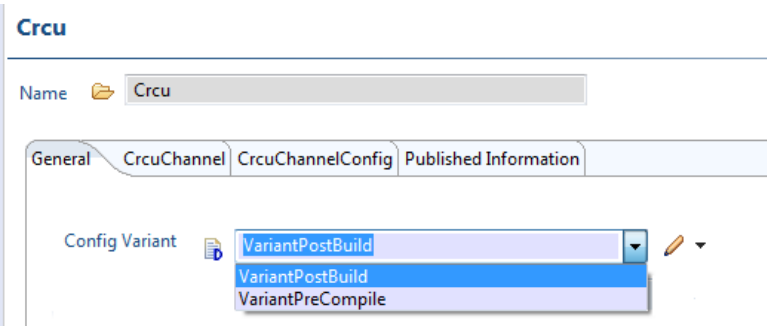 Crcu
Name Crcu
General CrcuChannel CrcuChannelConfig Published Information
Config Variant VariantPostBuild
VariantPostBuild
VariantPreCompile